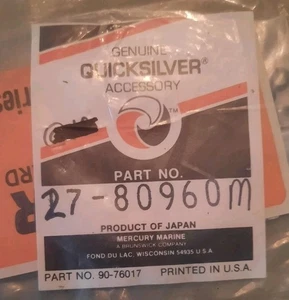 GENUINE
QUICKSILVER®
ACCESSORY
™
PART NO.
27-80960M
PRODUCT OF JAPAN
MERCURY MARINE
A BRUNSWICK COMPANY
FOND DU LAC, WISCONSIN 54935 U S A
PART NO. 90-76017 PRINTED IN U.S.A.